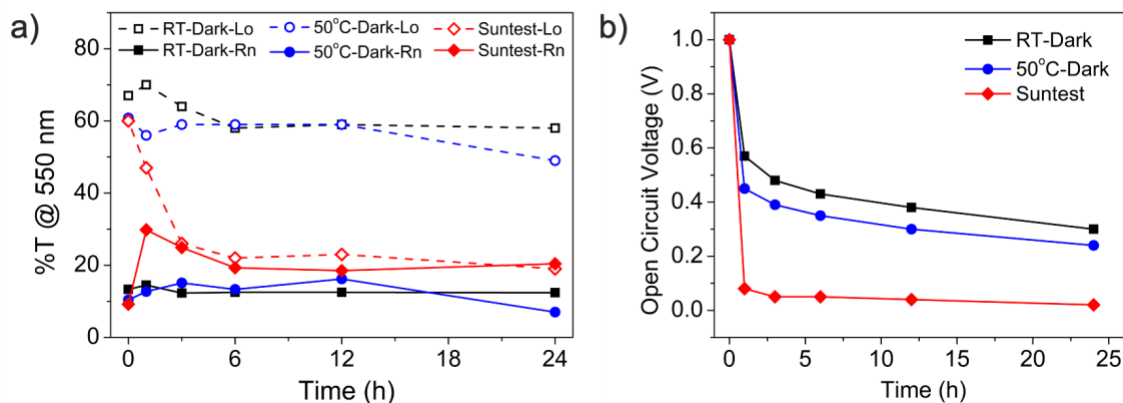 a)
RT-Dark-Lo 50°C-Dark-Lo Suntest-Lo
RT-Dark-Rn 50°C-Dark-Rn Suntest-Rn
80
60
40
20
0
%T @ 550 nm
0 6 12 18 24
Time (h)
b)
RT-Dark
50°C-Dark
Suntest
1.0
0.8
0.6
0.4
0.2
0.0
Open Circuit Voltage (V)
0 5 10 15 20 25
Time (h)